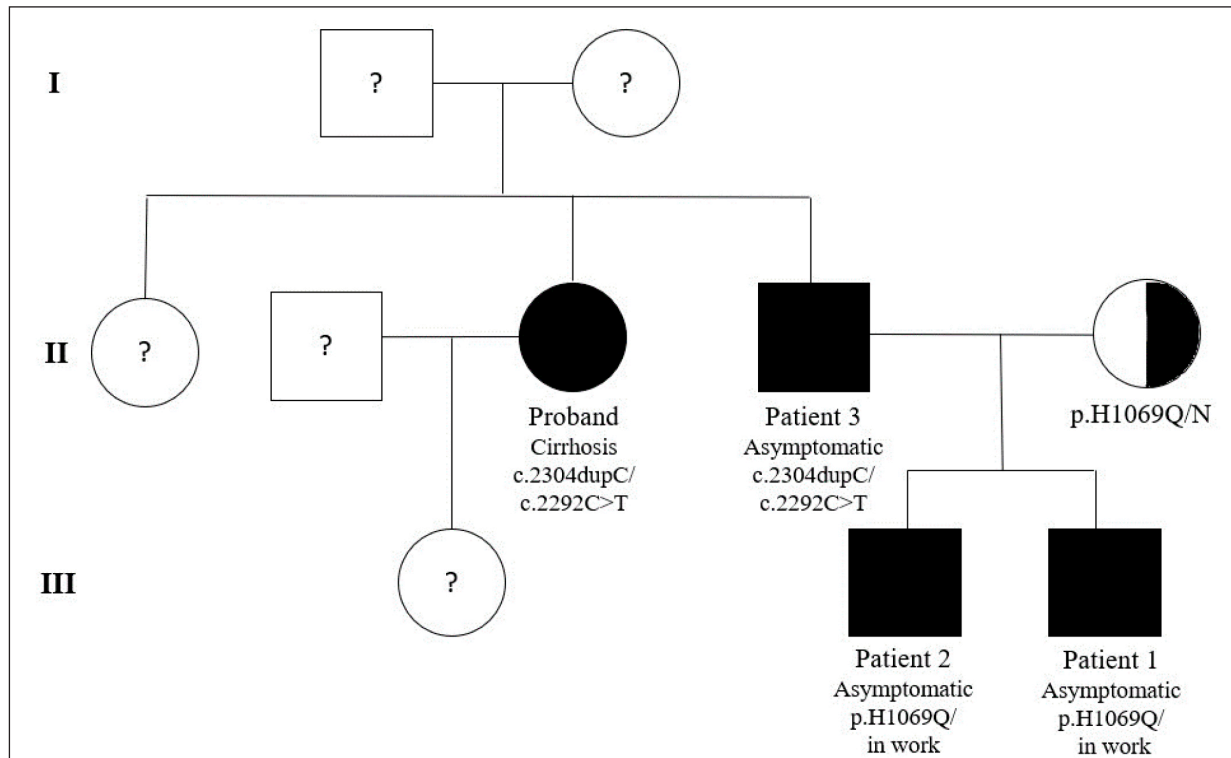 I
?
?
II
?
?
Proband
Cirrhosis
c.2304dupC/
c.2292C>T
Patient 3
Asymptomatic
c.2304dupC/
c.2292C>T
p.H1069Q/N
III
?
Patient 2
Asymptomatic
p.H1069Q/
in work
Patient 1
Asymptomatic
p.H1069Q/
in work